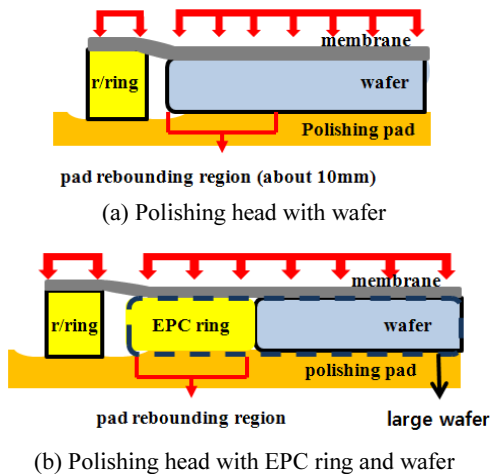 membrane
r/ring
wafer
Polishing pad
pad rebounding region (about 10mm)
(a) Polishing head with wafer
membrane
r/ring
EPC ring
wafer
polishing pad
pad rebounding region
large wafer
(b) Polishing head with EPC ring and wafer